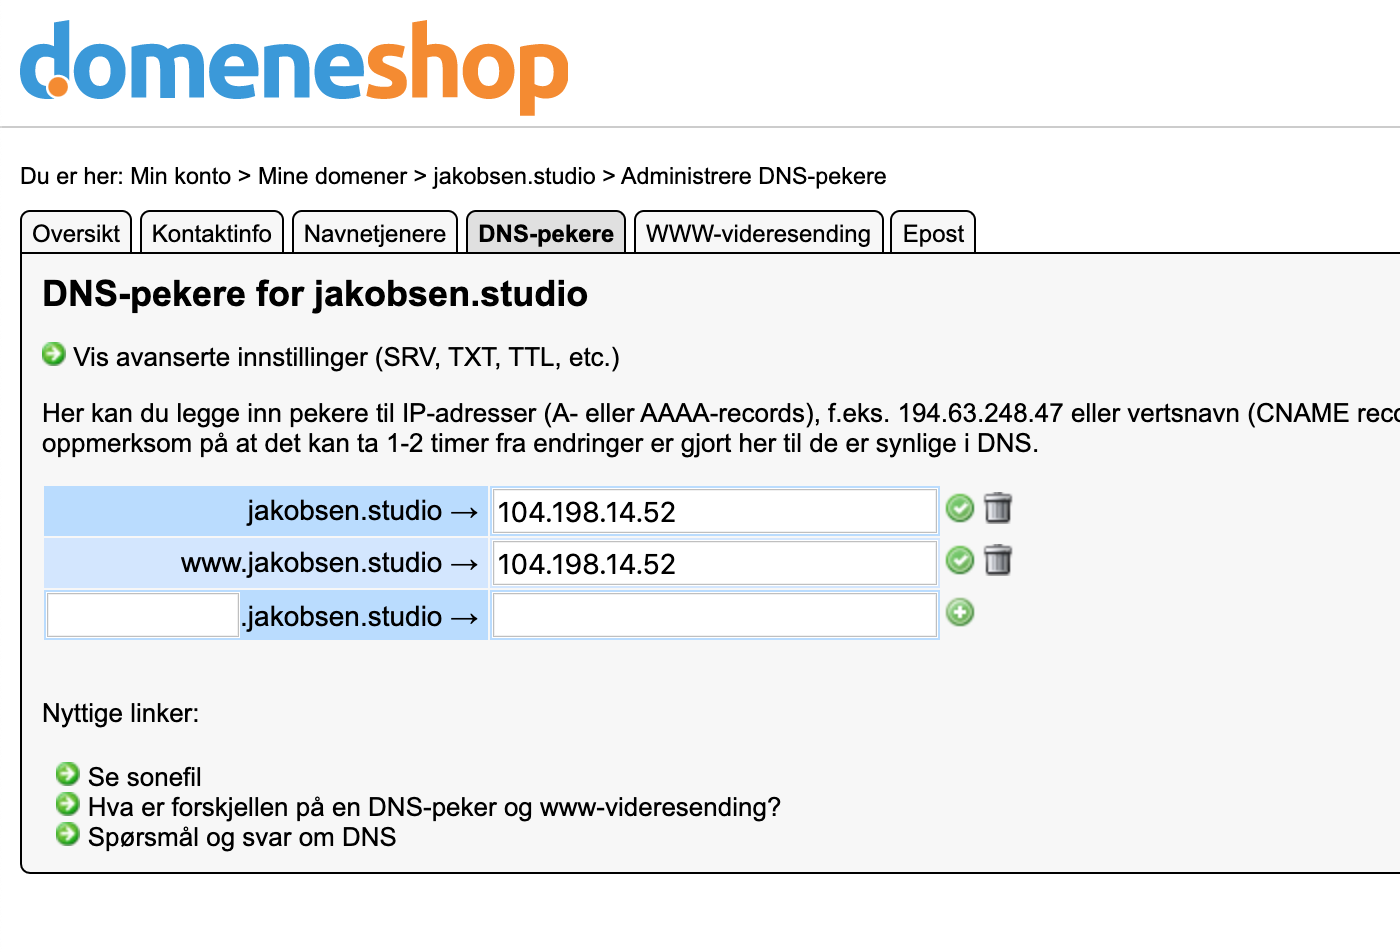 domeneshop
Du er her: Min konto > Mine domener > jakobsen.studio > Administrere DNS-pekere
Oversikt Kontaktinfo Navnetjenere DNS-pekere WWW-videresending Epost
DNS-pekere for jakobsen.studio
Vis avanserte innstillinger (SRV, TXT, TTL, etc.)
Her kan du legge inn pekere til IP-adresser (A- eller AAAA-records), f.eks. 194.63.248.47 eller vertsnavn (CNAME
oppmerksom på at det kan ta 1-2 timer fra endringer er gjort her til de er synlige i DNS.
jakobsen.studio → 104.198.14.52
www.jakobsen.studio → 104.198.14.52
.jakobsen.studio →
Nyttige linker:
Se sonefil
Hva er forskjellen på en DNS-peker og www-videresending?
Spørsmål og svar om DNS